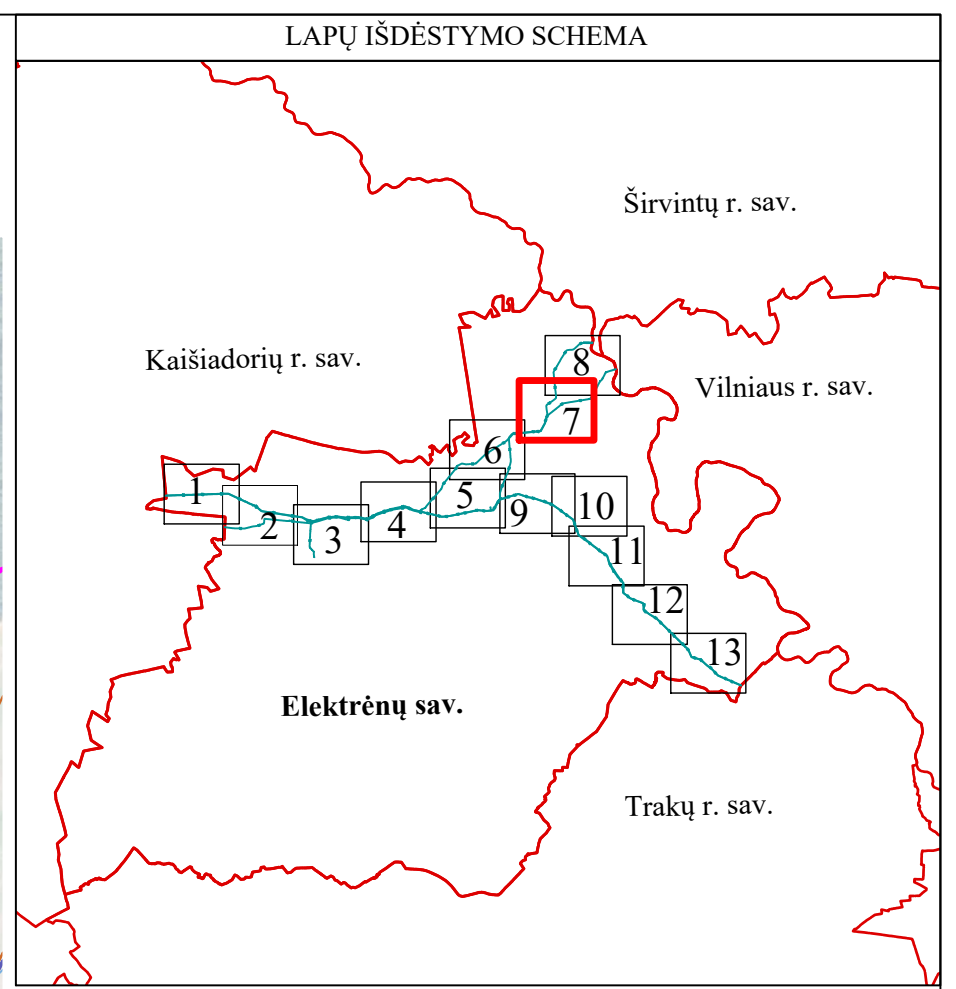 LAPŲ IŠDĖSTYMO SCHEMA
Širvintų r. sav.
Kaišiadorių r. sav.
Vilniaus r. sav.
8
7
6
5
1
2
3
4
9
10
11
12
13
Elektrėnų sav.
Trakų r. sav.